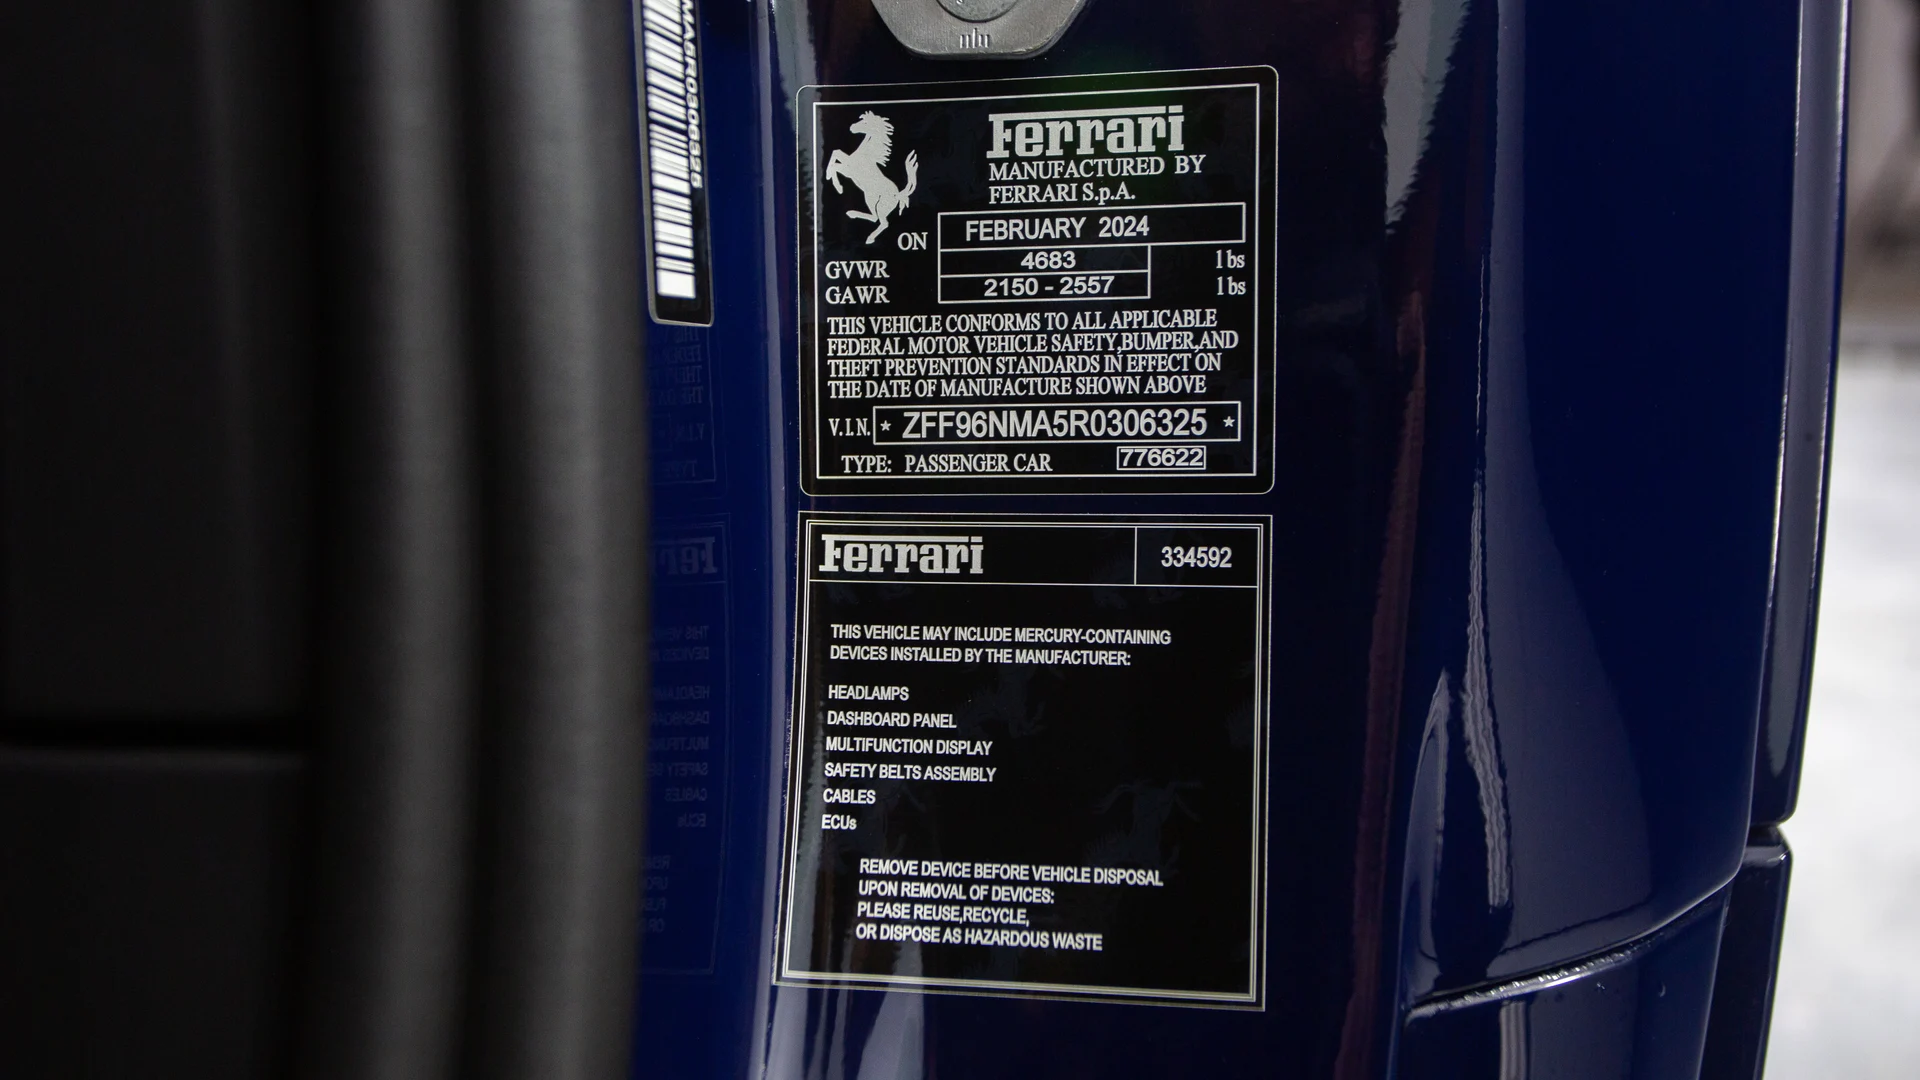 MA5R0306325
Ferrari
MANUFACTURED BY
FERRARI S.p.A.
ON FEBRUARY 2024
GVWR 4683 lbs
GAWR 2150 - 2557 lbs
THIS VEHICLE CONFORMS TO ALL APPLICABLE
FEDERAL MOTOR VEHICLE SAFETY,BUMPER,AND
THEFT PREVENTION STANDARDS IN EFFECT ON
THE DATE OF MANUFACTURE SHOWN ABOVE
V.I.N. * ZFF96NMA5R0306325 *
TYPE: PASSENGER CAR 776622
Ferrari 334592
THIS VEHICLE MAY INCLUDE MERCURY-CONTAINING
DEVICES INSTALLED BY THE MANUFACTURER:
HEADLAMPS
DASHBOARD PANEL
MULTIFUNCTION DISPLAY
SAFETY BELTS ASSEMBLY
CABLES
ECUs
REMOVE DEVICE BEFORE VEHICLE DISPOSAL
UPON REMOVAL OF DEVICES:
PLEASE REUSE,RECYCLE,
OR DISPOSE AS HAZARDOUS WASTE